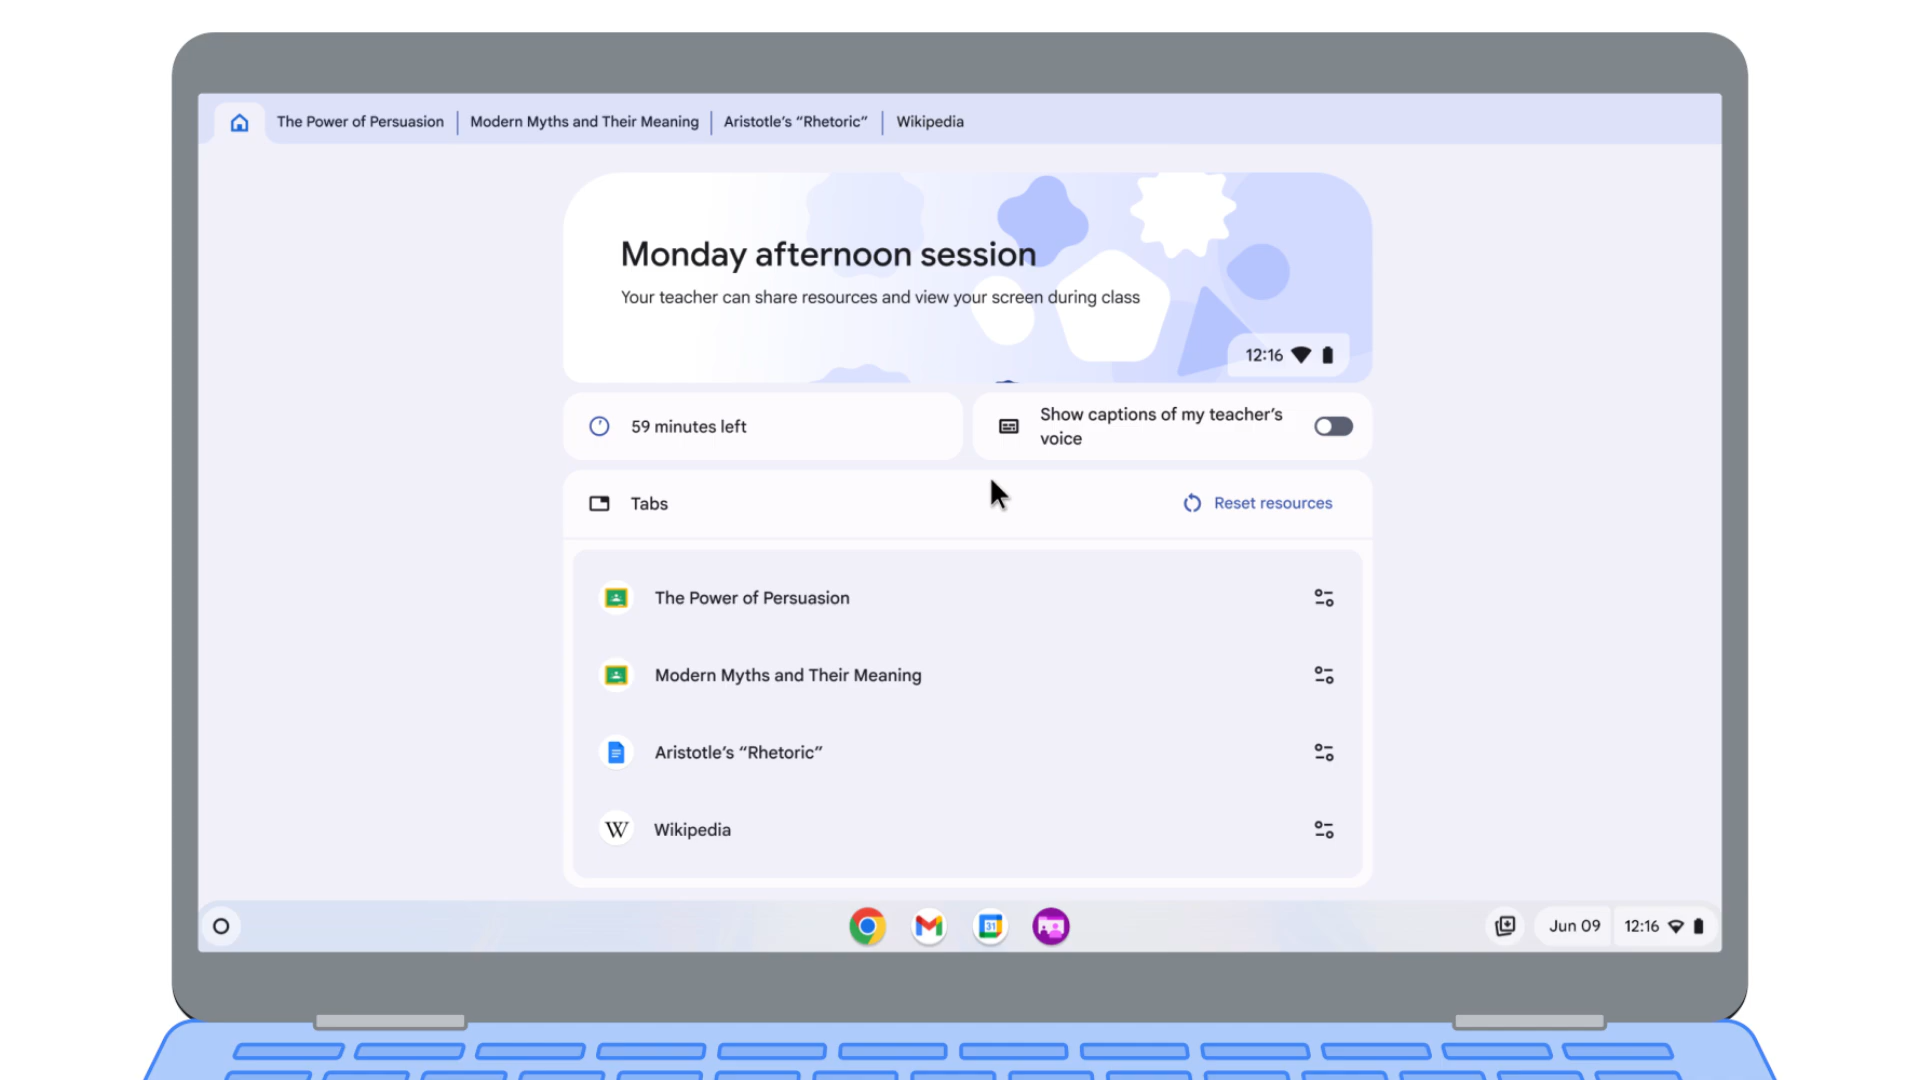 The Power of Persuasion
Modern Myths and Their Meaning
Aristotle’s “Rhetoric”
Wikipedia
Monday afternoon session
Your teacher can share resources and view your screen during class
12:16
59 minutes left
Show captions of my teacher’s
voice
Tabs
Reset resources
The Power of Persuasion
Modern Myths and Their Meaning
Aristotle’s “Rhetoric”
W Wikipedia
31
Jun 09
12:16